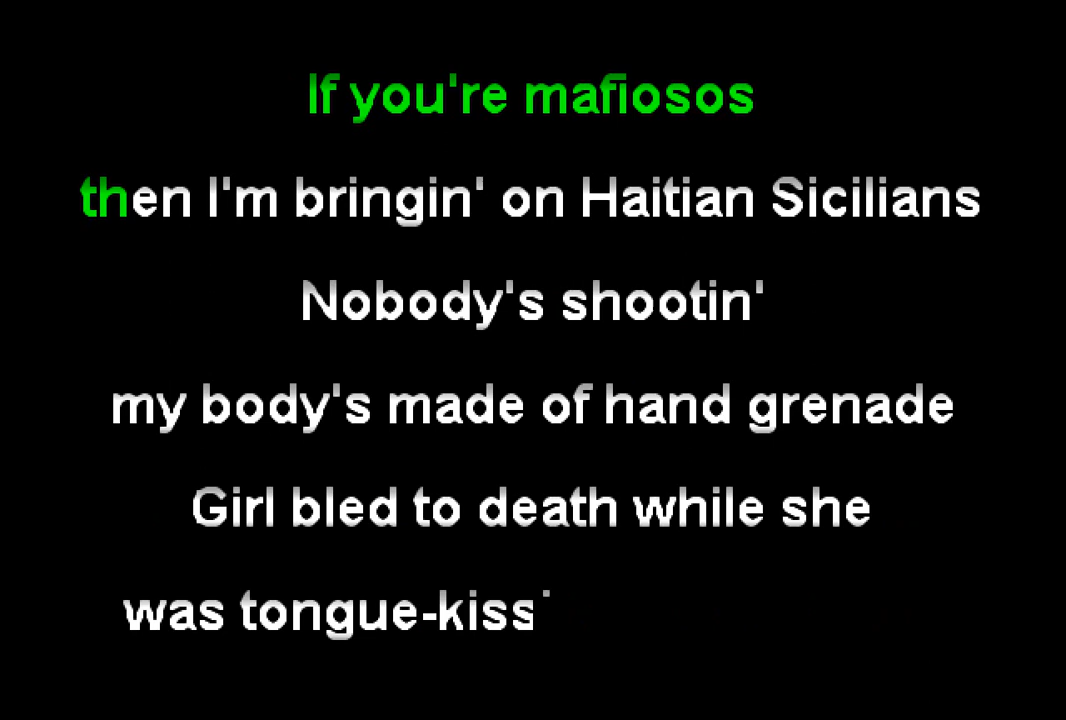 If you're mafiosos
then I'm bringin' on Haitian Sicilians
Nobody's shootin'
my body's made of hand grenade
Girl bled to death while she
was tongue-kiss